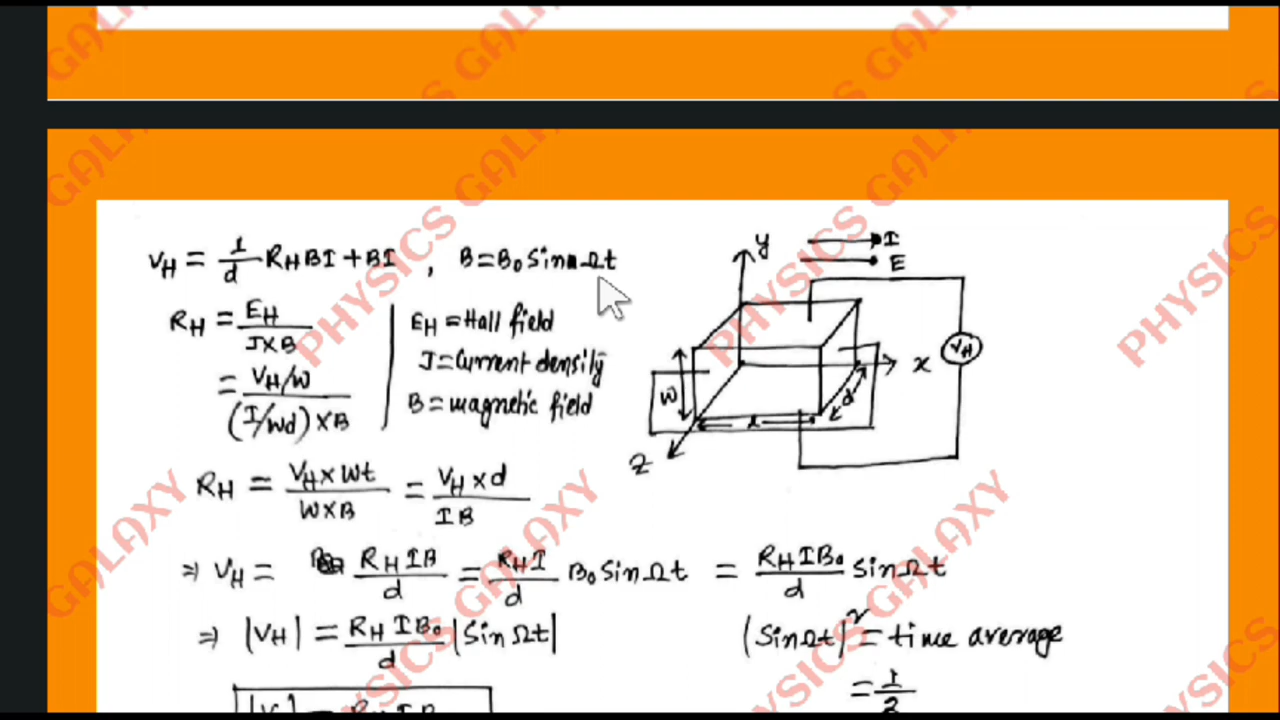 PHYSICS GALAXY
V_H = 1/d R_H BI + BI , B = B₀ Sin Ωt
R_H = E_H / J×B
= V_H/W / (I/wd) × B
E_H = Hall field
J = Current density
B = magnetic field
y
I
E
V_H
x
W
l
d
Z
R_H = V_H × Wt / W×B = V_H × d / I B
⇒ V_H = R_H I B / d = R_H I / d B₀ Sin Ωt = R_H I B₀ / d Sin Ωt
⇒ |V_H| = R_H I B₀ / d |Sin Ωt|
(Sin Ωt)² = time average
= 1/2